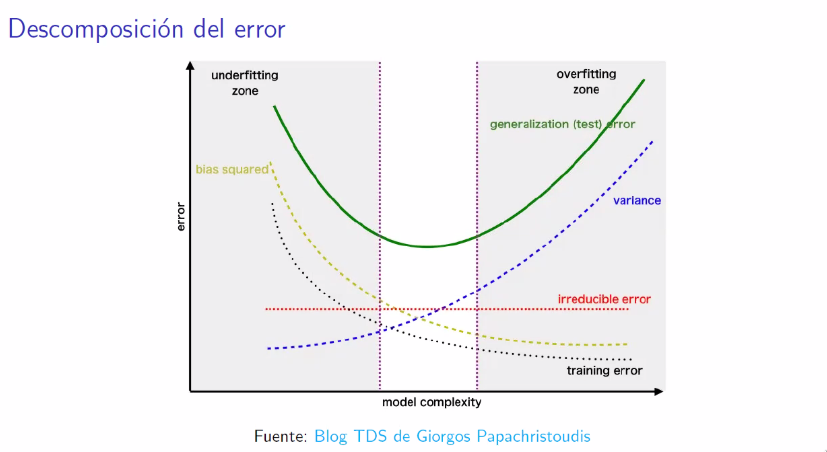 Descomposición del error
underfitting
zone
overfitting
zone
generalization (test) error
bias squared
variance
error
irreducible error
training error
model complexity
Fuente: Blog TDS de Giorgos Papachristoudis